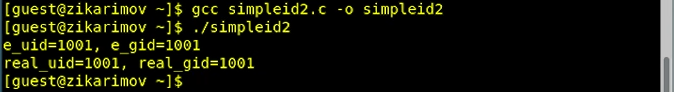 [guest@zikarimov ~]$ gcc simpleid2.c -o simpleid2
[guest@zikarimov ~]$ ./simpleid2
e_uid=1001, e_gid=1001
real_uid=1001, real_gid=1001
[guest@zikarimov ~]$